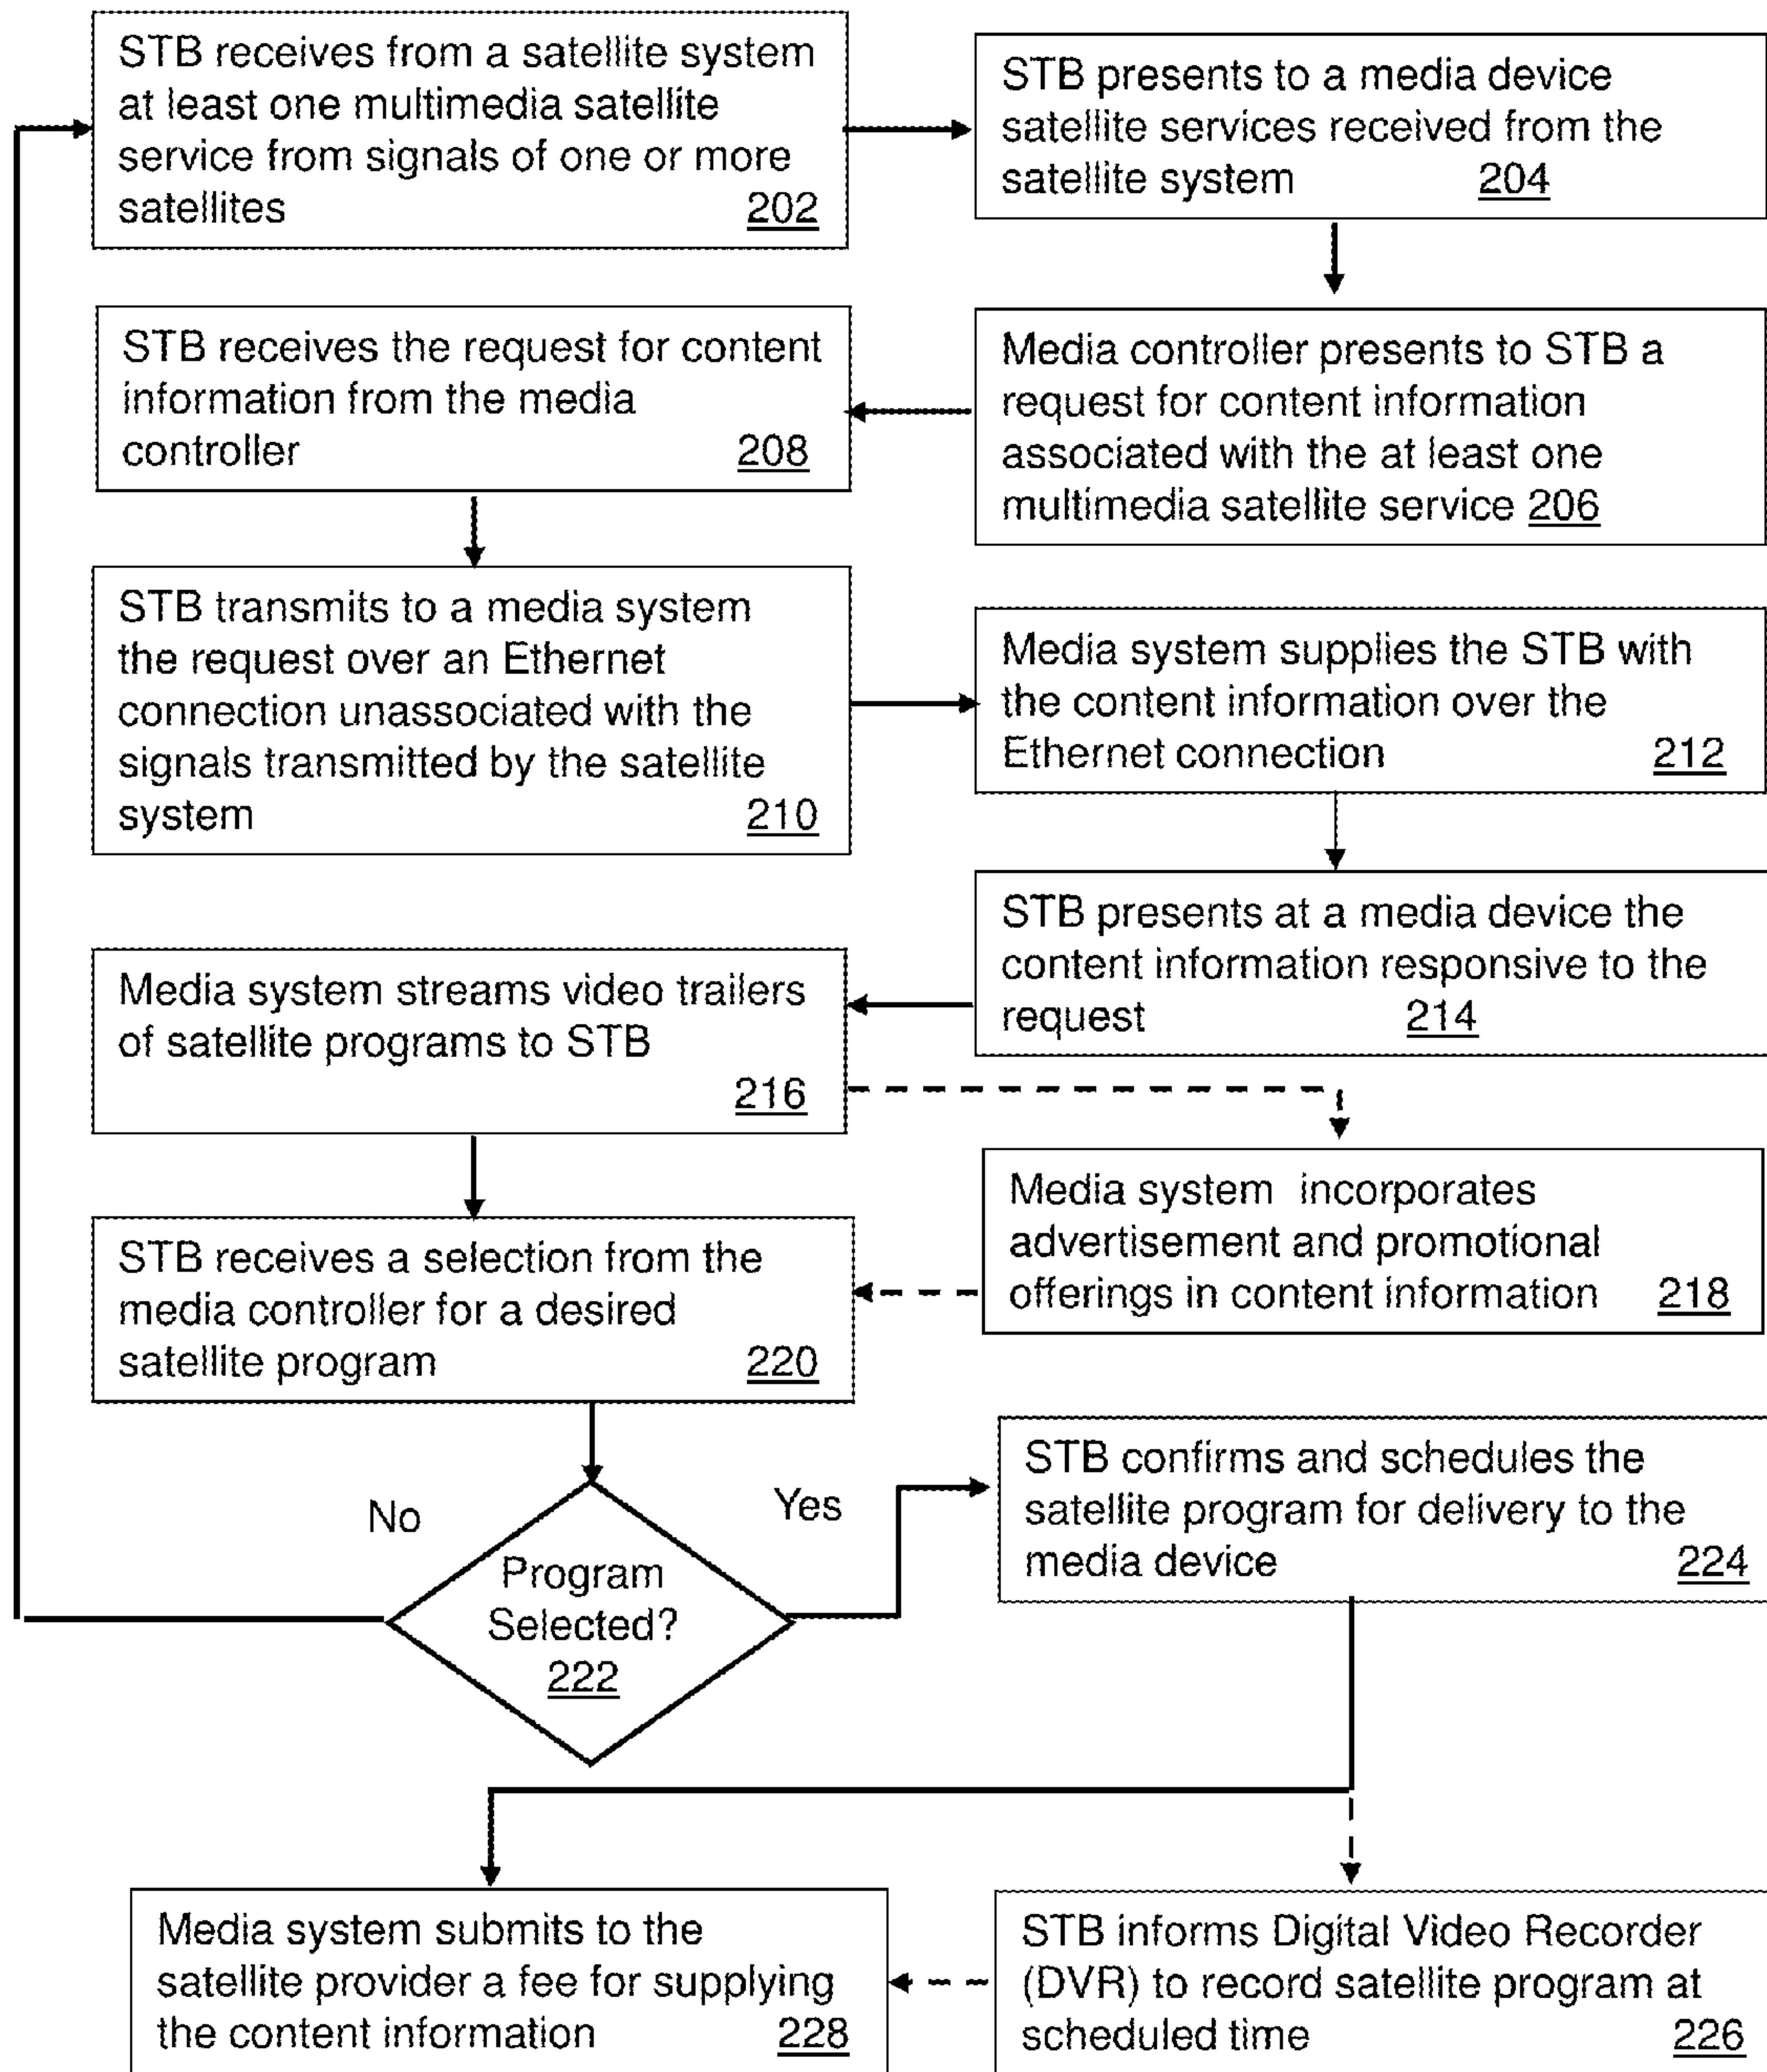 STB receives from a satellite system
at least one multimedia satellite
service from signals of one or more
satellites 202
STB presents to a media device
satellite services received from the
satellite system 204
Media controller presents to STB a
request for content information
associated with the at least one
multimedia satellite service 206
STB receives the request for content
information from the media
controller 208
STB transmits to a media system
the request over an Ethernet
connection unassociated with the
signals transmitted by the satellite
system 210
Media system supplies the STB with
the content information over the
Ethernet connection 212
STB presents at a media device the
content information responsive to the
request 214
Media system streams video trailers
of satellite programs to STB
216
Media system incorporates
advertisement and promotional
offerings in content information 218
STB receives a selection from the
media controller for a desired
satellite program 220
No
Yes
Program
Selected?
222
STB confirms and schedules the
satellite program for delivery to the
media device 224
STB informs Digital Video Recorder
(DVR) to record satellite program at
scheduled time 226
Media system submits to the
satellite provider a fee for supplying
the content information 228